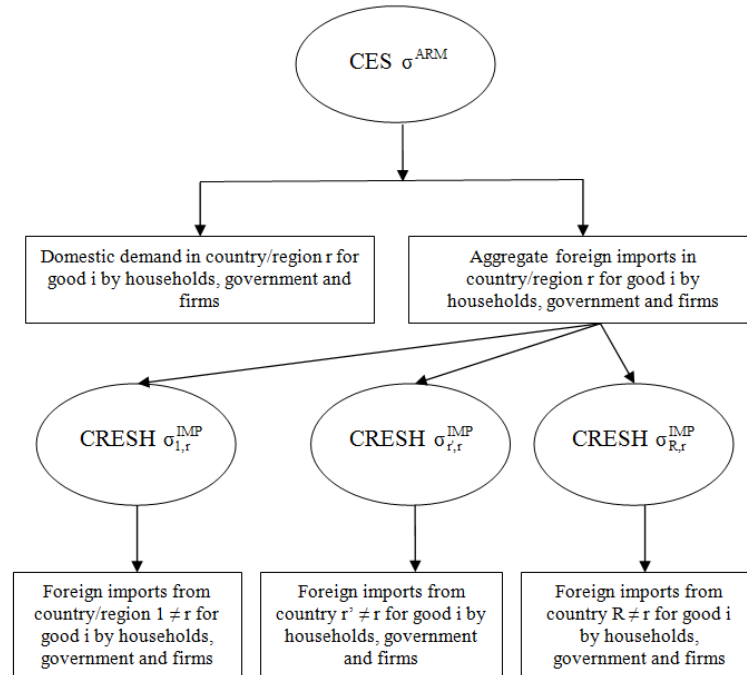 CES σ^ARM
Domestic demand in country/region r for
good i by households, government and
firms
Aggregate foreign imports in
country/region r for good i by
households, government and firms
CRESH σ^IMP_1,r
CRESH σ^IMP_r',r
CRESH σ^IMP_R,r
Foreign imports from
country/region 1 ≠ r for
good i by households,
government and firms
Foreign imports from
country r’ ≠ r for good i by
households, government
and firms
Foreign imports from
country R ≠ r for good i
by households,
government and firms